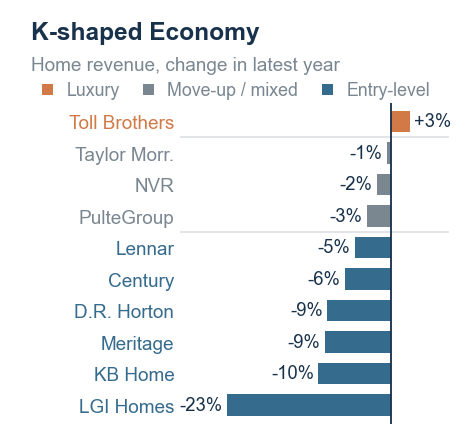 K-shaped Economy
Home revenue, change in latest year
Luxury Move-up / mixed Entry-level
Toll Brothers +3%
Taylor Morr. -1%
NVR -2%
PulteGroup -3%
Lennar -5%
Century -6%
D.R. Horton -9%
Meritage -9%
KB Home -10%
LGI Homes -23%